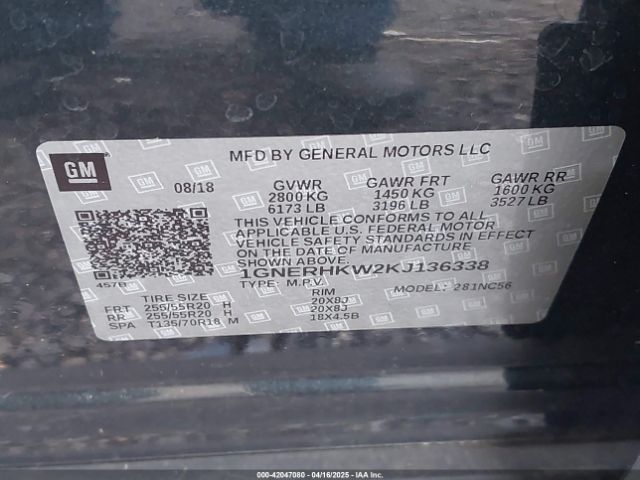 GM
MFD BY GENERAL MOTORS LLC
08/18
GVWR
GAWR FRT
GAWR RR
2800 KG
1450 KG
1600 KG
6173 LB
3196 LB
3527 LB
THIS VEHICLE CONFORMS TO ALL
APPLICABLE U.S. FEDERAL MOTOR
VEHICLE SAFETY STANDARDS IN EFFECT
ON THE DATE OF MANUFACTURE
SHOWN ABOVE.
1GNERHKW2KJ136338
457B
TYPE: M.P.V.
MODEL: 281NC56
TIRE SIZE
RIM
FRT 255/55R20 H
20X8J
RR 255/55R20 H
20X8J
SPA T135/70R18 M
18X4.5B
000-42047080 - 04/16/2025 - IAA Inc.